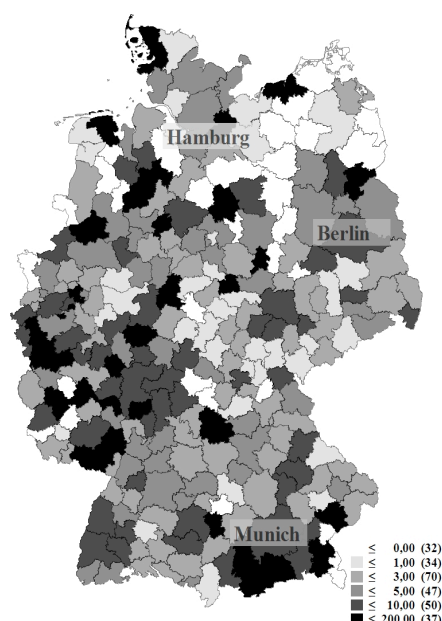 Hamburg
Berlin
Munich
≤ 0,00 (32)
≤ 1,00 (34)
≤ 3,00 (70)
≤ 5,00 (47)
≤ 10,00 (50)
≤ 200,00 (37)